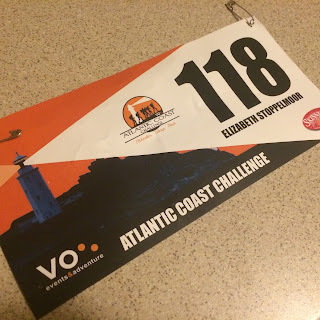 118
ELIZABETH STOPPELMOOR
ATLANTIC COAST
ATLANTIC COAST CHALLENGE
VO
events&adventure